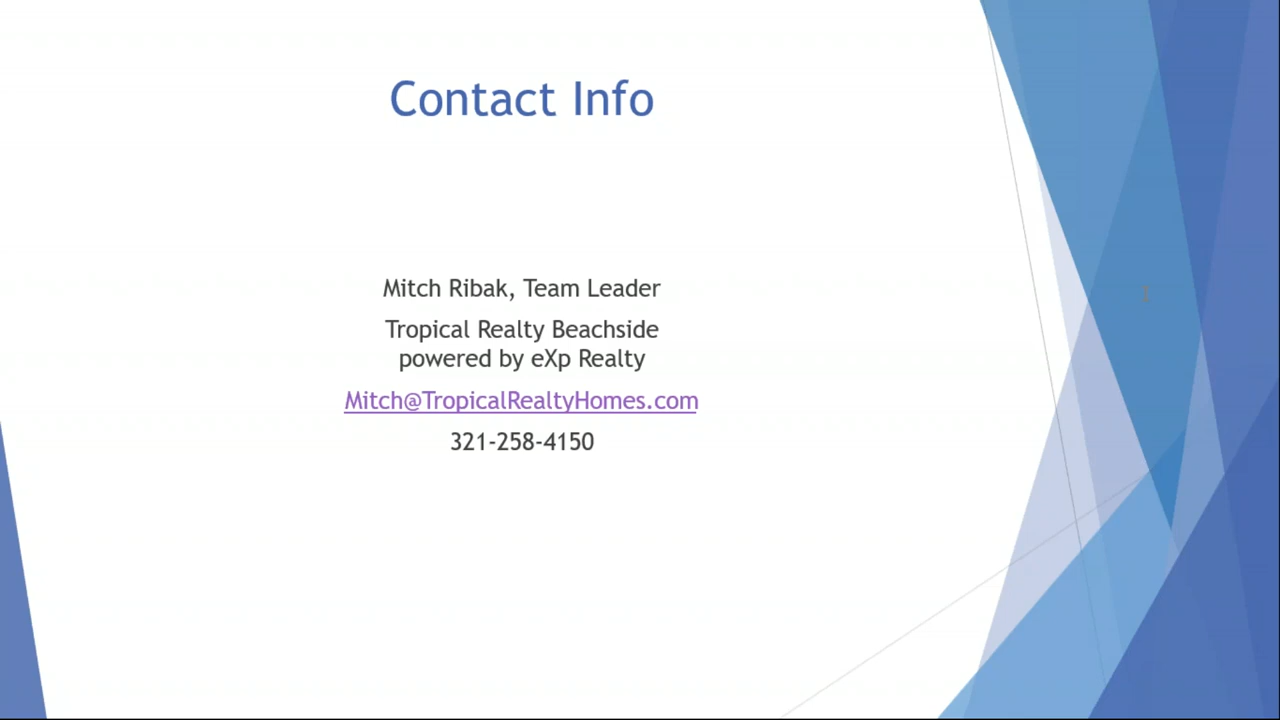 Contact Info
Mitch Ribak, Team Leader
Tropical Realty Beachside
powered by eXp Realty
Mitch@TropicalRealtyHomes.com
321-258-4150